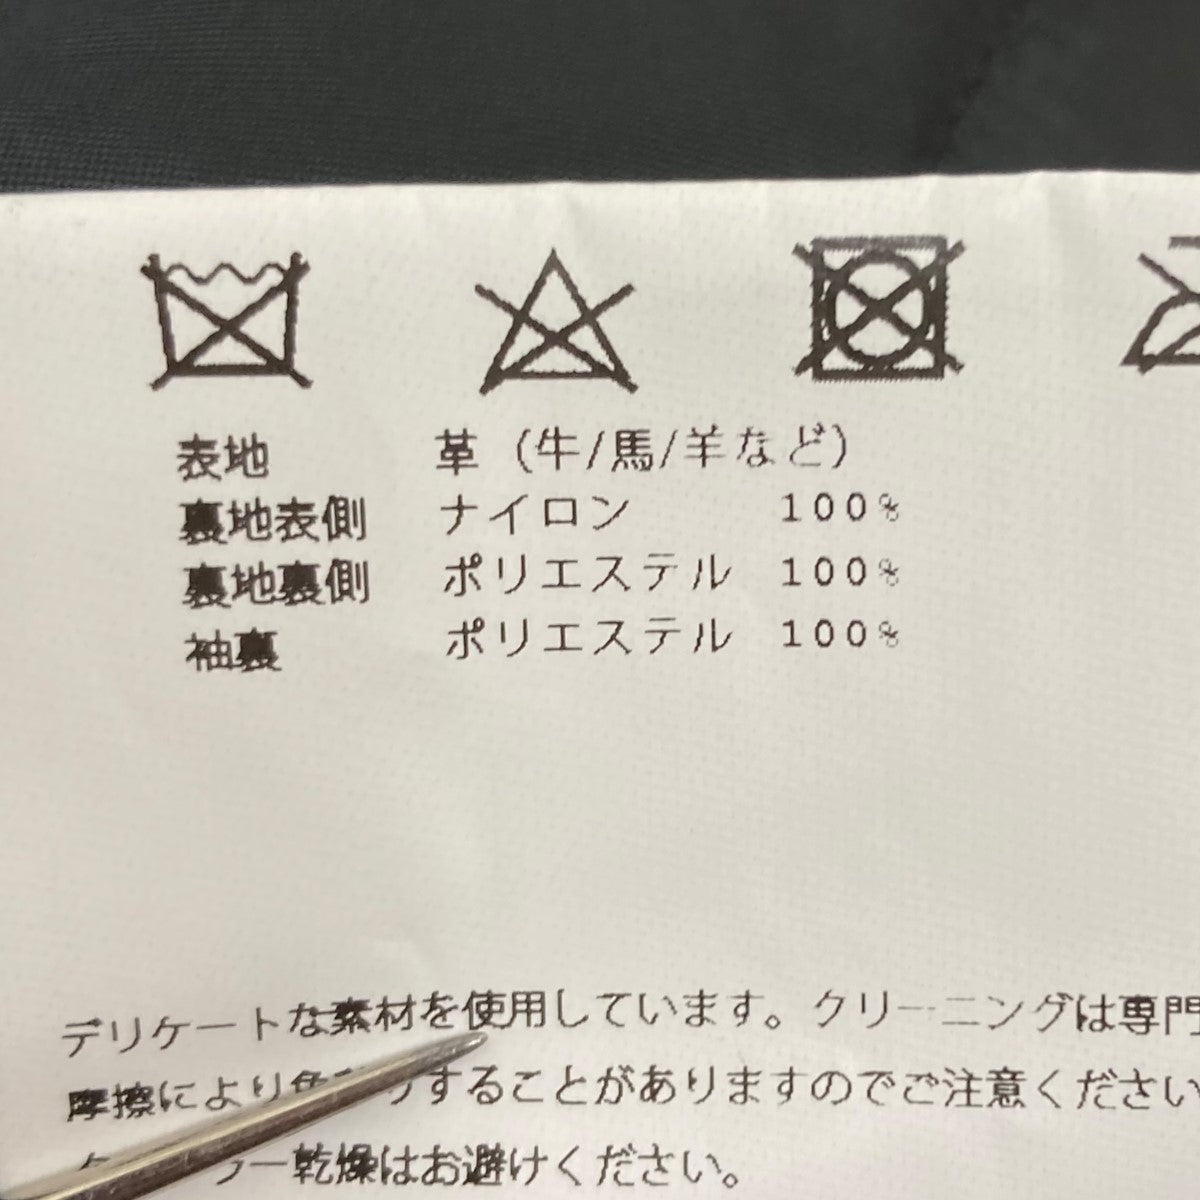 表地 革 (牛/馬/羊など)
裏地表側 ナイロン 100%
裏地裏側 ポリエステル 100%
袖裏 ポリエステル 100%
デリケートな素材を使用しています。クリーニングは専門
摩擦により色 りすることがありますのでご注意ください
ー乾燥はお避けください。